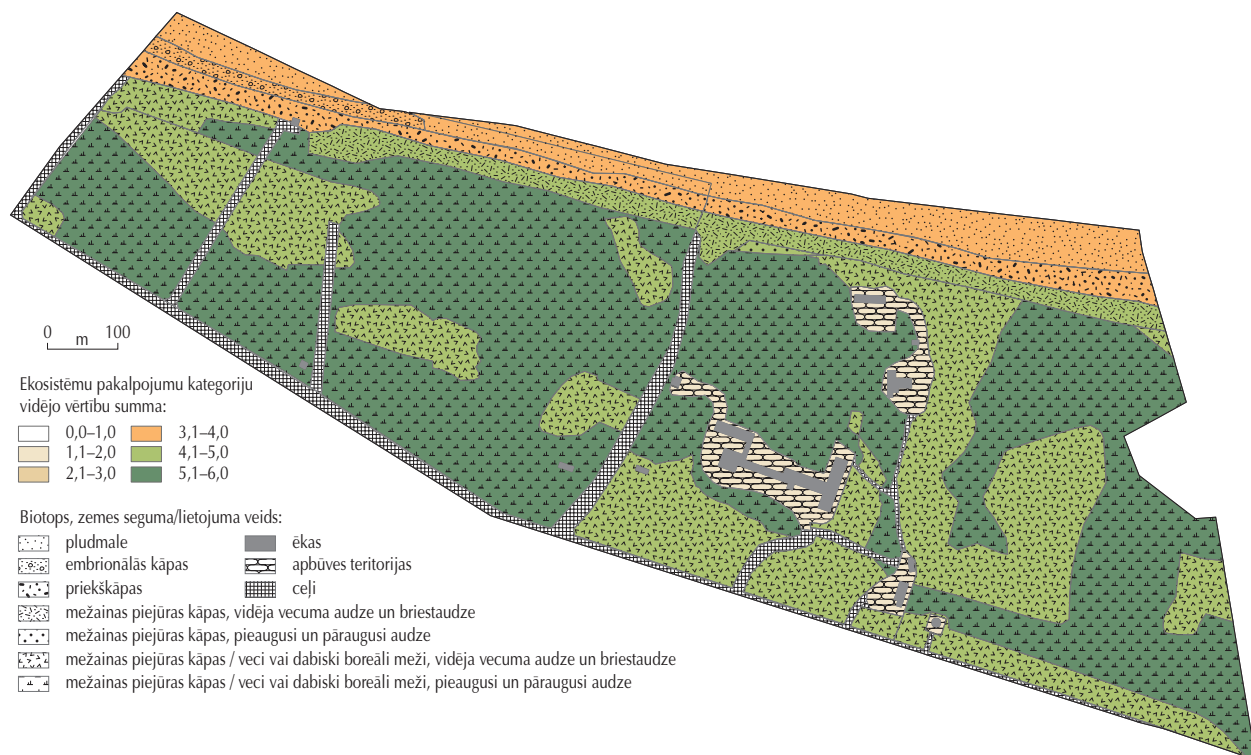 0 100
m
Ekosistēmu pakalpojumu kategoriju
vidējo vērtību summa:
0,0–1,0 3,1–4,0
1,1–2,0 4,1–5,0
2,1–3,0 5,1–6,0
Biotops, zemes seguma/lietojuma veids:
pludmale ēkas
embrionālās kāpas apbūves teritorijas
priekškāpas ceļi
mežainas piejūras kāpas, vidēja vecuma audze un briestaudze
mežainas piejūras kāpas, pieaugusi un pāraugusi audze
mežainas piejūras kāpas / veci vai dabiski boreāli meži, vidēja vecuma audze un briestaudze
mežainas piejūras kāpas / veci vai dabiski boreāli meži, pieaugusi un pāraugusi audze